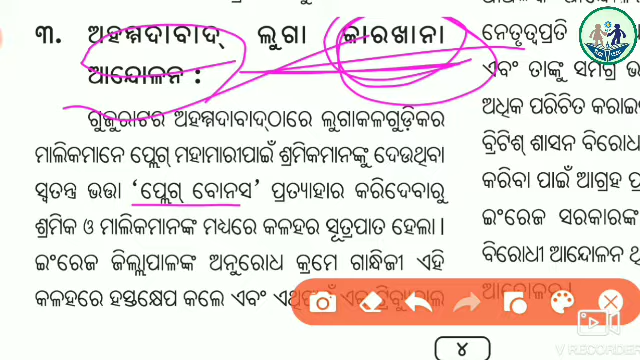 ୩. ଅହମ୍ମଦାବାଦ୍ ଲୁଗା କାରଖାନା
ଆନ୍ଦୋଳନ :
ଗୁଜୁରାଟର ଅହମ୍ମଦାବାଦ୍‌ଠାରେ ଲୁଗାକଳଗୁଡ଼ିକର
ମାଲିକମାନେ ପ୍ଲେଗ୍ ମହାମାରୀପାଇଁ ଶ୍ରମିକମାନଙ୍କୁ ଦେଉଥିବା
ସ୍ୱତନ୍ତ୍ର ଭତ୍ତା ‘ପ୍ଲେଗ୍ ବୋନସ’ ପ୍ରତ୍ୟାହାର କରିଦେବାରୁ
ଶ୍ରମିକ ଓ ମାଲିକମାନଙ୍କ ମଧ୍ୟରେ କଳହର ସୂତ୍ରପାତ ହେଲା।
ଇଂରେଜ ଜିଲ୍ଲାପାଳଙ୍କ ଅନୁରୋଧ କ୍ରମେ ଗାନ୍ଧିଜୀ ଏହି
କଳହରେ ହସ୍ତକ୍ଷେପ କଲେ ଏବଂ
ନେତୃତ୍ୱପ୍ରତି
ଏବଂ ତାଙ୍କୁ ସମଗ୍ର
ଅଧିକ ପରିଚିତ କରାଇ
ବ୍ରିଟିଶ୍ ଶାସନ ବିରୋଧ
କରିବା ପାଇଁ ଆଗ୍ରହ
ଇଂରେଜ ସରକାରଙ୍କ
ବିରୋଧୀ ଆନ୍ଦୋଳନ
୪
V RECORDER